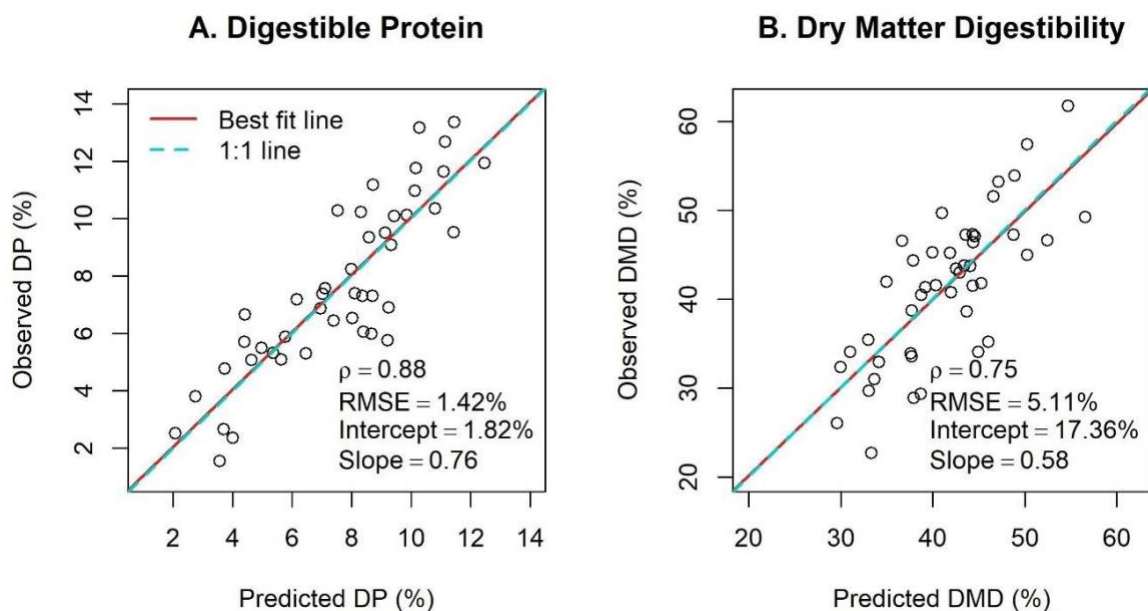 A. Digestible Protein
Best fit line
1:1 line
14
12
10
8
6
4
2
Observed DP (%)
ρ = 0.88
RMSE = 1.42%
Intercept = 1.82%
Slope = 0.76
2 4 6 8 10 12 14
Predicted DP (%)
B. Dry Matter Digestibility
60
50
40
30
20
Observed DMD (%)
ρ = 0.75
RMSE = 5.11%
Intercept = 17.36%
Slope = 0.58
20 30 40 50 60
Predicted DMD (%)